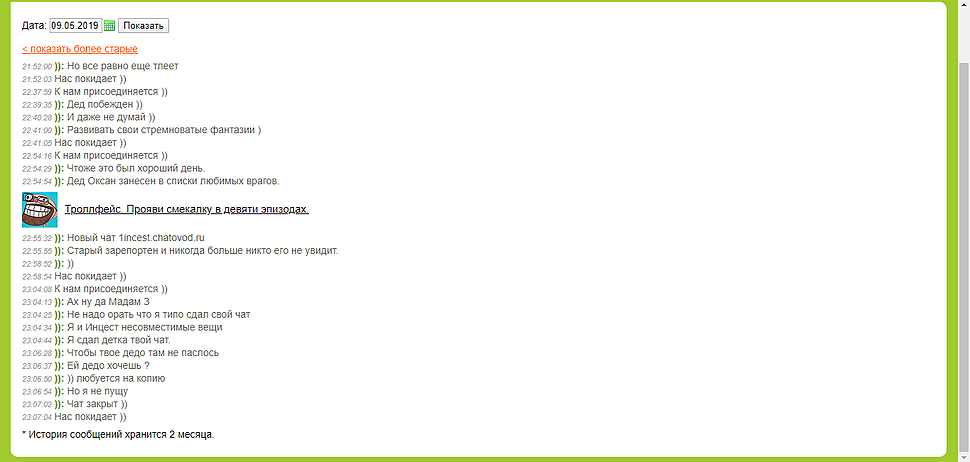 Дата: 09.05.2019 Показать
< показать более старые
21:52:00 )): Но все равно еще тлеет
21:52:03 Нас покидает ))
22:37:59 К нам присоединяется ))
22:39:35 )): Дед побежден ))
22:40:28 )): И даже не думай ))
22:41:00 )): Развивать свои стремноватые фантазии )
22:41:05 Нас покидает ))
22:54:16 К нам присоединяется ))
22:54:29 )): Чтоже это был хороший день.
22:54:54 )): Дед Оксан занесен в списки любимых врагов.
Троллфейс. Прояви смекалку в девяти эпизодах.
22:55:32 )): Новый чат 1incest.chatovod.ru
22:55:55 )): Старый зарепортен и никогда больше никто его не увидит.
22:58:52 )): ))
22:58:54 Нас покидает ))
23:04:08 К нам присоединяется ))
23:04:13 )): Ах ну да Мадам З
23:04:25 )): Не надо орать что я типо сдал свой чат
23:04:34 )): Я и Инцест несовместимые вещи
23:04:44 )): Я сдал детка твой чат.
23:06:28 )): Чтобы твое дедо там не паслось
23:06:37 )): Ей дедо хочешь ?
23:06:50 )): )) любуется на копию
23:06:54 )): Но я не пущу
23:07:02 )): Чат закрыт ))
23:07:04 Нас покидает ))
* История сообщений хранится 2 месяца.